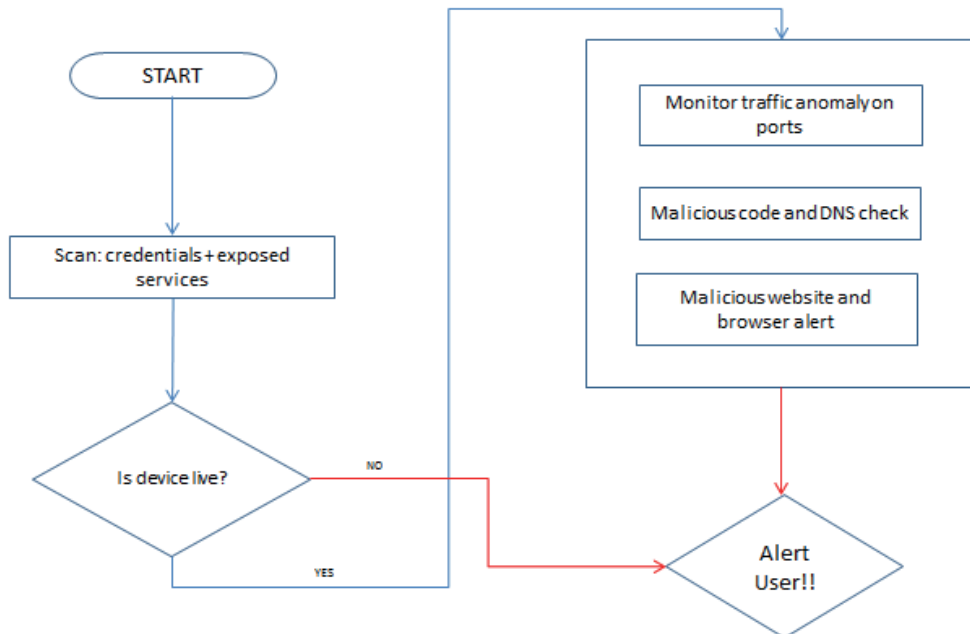 START
Scan: credentials+ exposed
services
Is device live?
NO
YES
Monitor traffic anomaly on
ports
Malicious code and DNS check
Malicious website and
browser alert
Alert
User!!